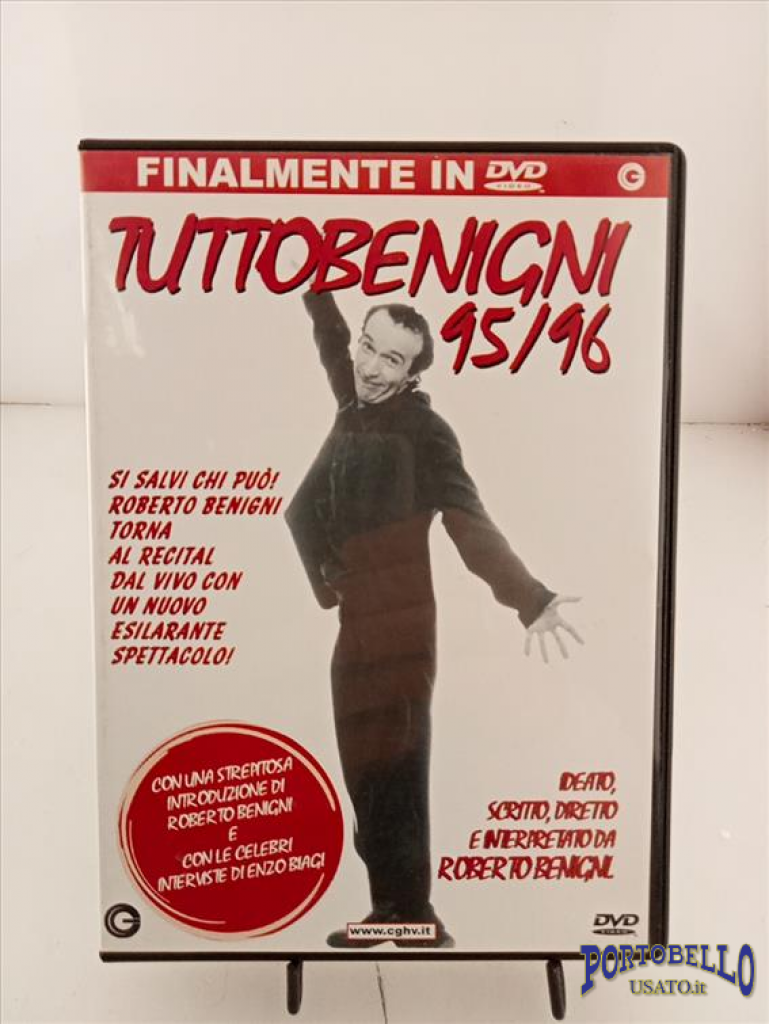 FINALMENTE IN DVD
VIDEO
TUTTOBENIGNI
95/96
SI SALVI CHI PUÒ!
ROBERTO BENIGNI
TORNA
AL RECITAL
DAL VIVO CON
UN NUOVO
ESILARANTE
SPETTACOLO!
CON UNA STREPITOSA
INTRODUZIONE DI
ROBERTO BENIGNI
E
CON LE CELEBRI
INTERVISTE DI ENZO BIAGI
IDEATO,
SCRITTO, DIRETTO
E INTERPRETATO DA
ROBERTO BENIGNI.
www.cghv.it
DVD
VIDEO
PORTOBELLO
USATO.it